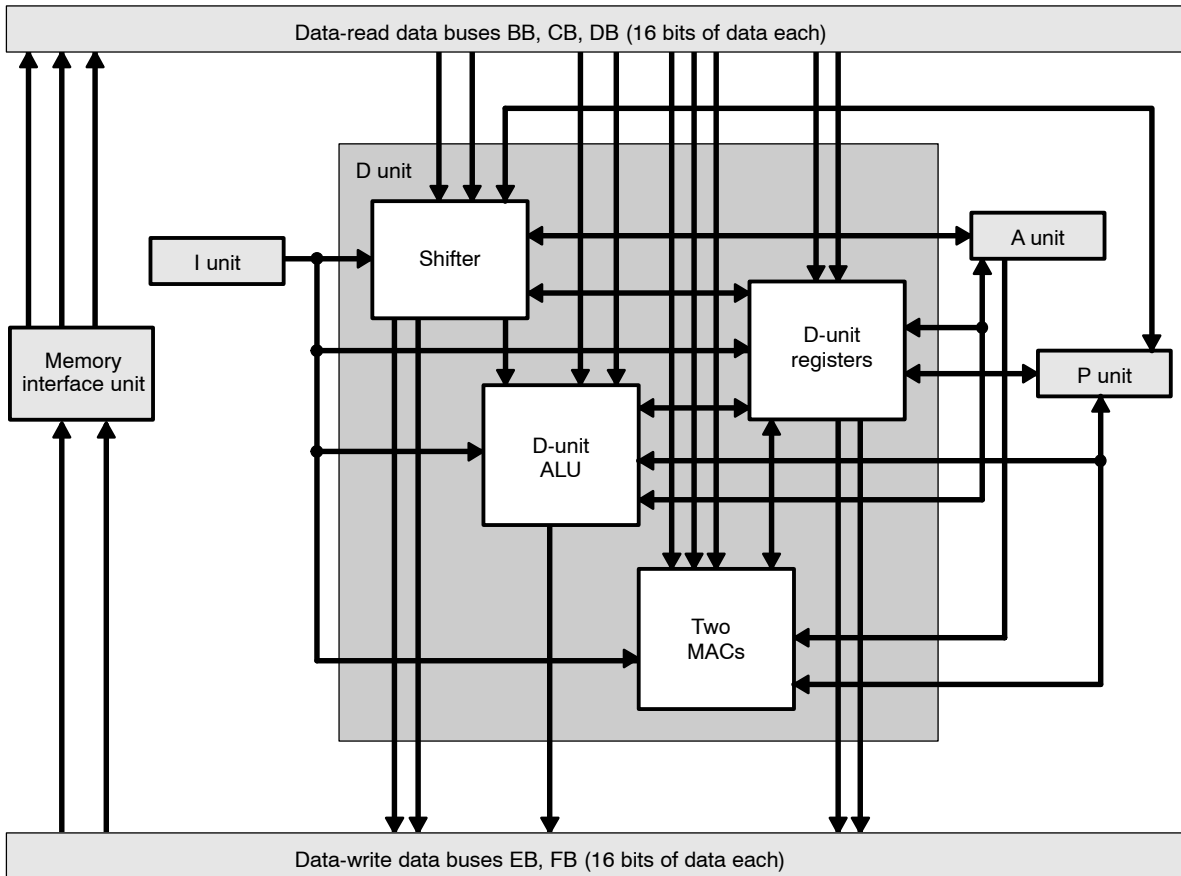 Data-read data buses BB, CB, DB (16 bits of data each)
D unit
I unit
Shifter
A unit
D-unit
registers
Memory
interface unit
P unit
D-unit
ALU
Two
MACs
Data-write data buses EB, FB (16 bits of data each)